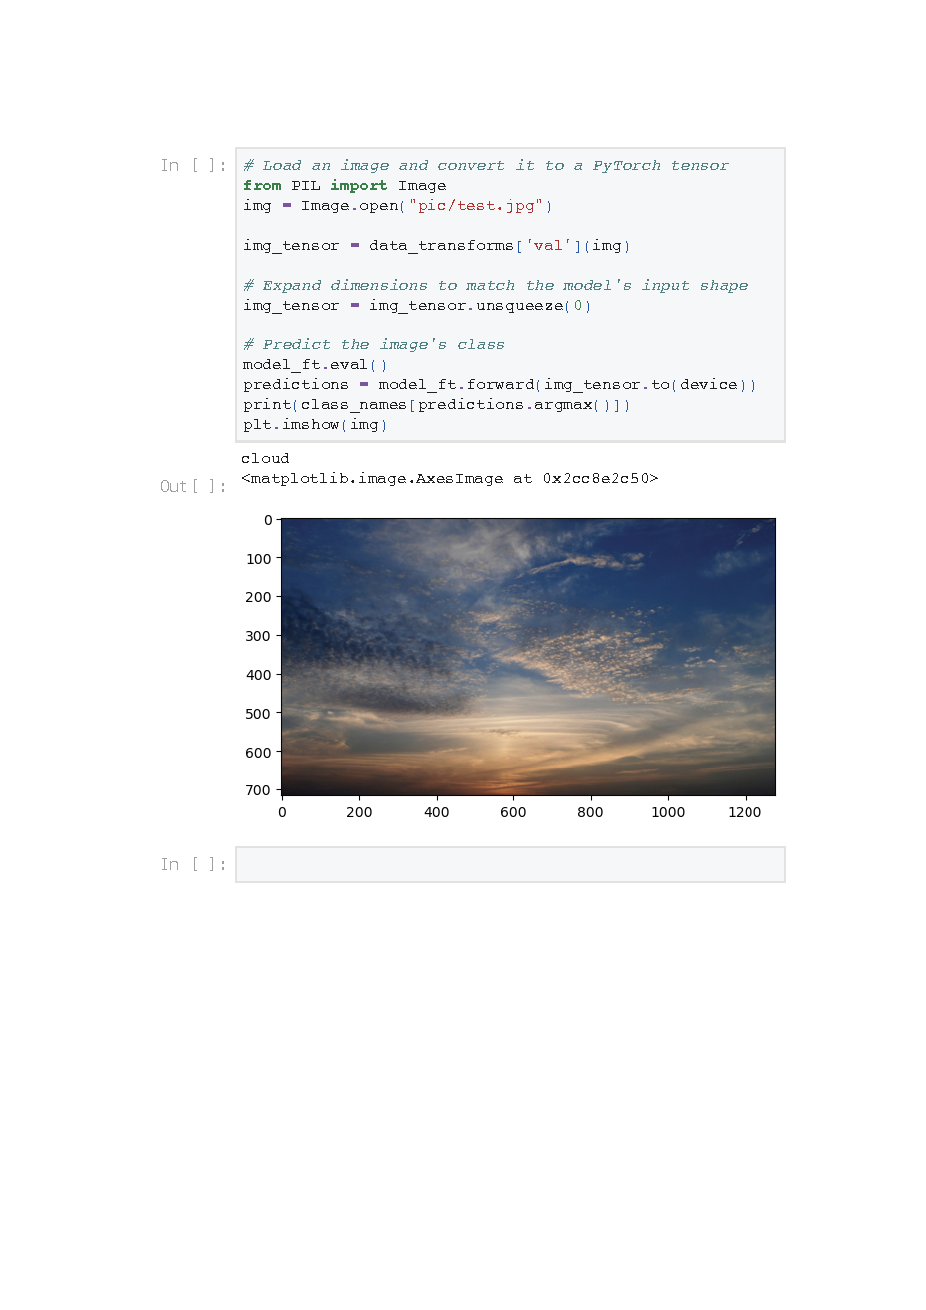 In [ ]:
# Load an image and convert it to a PyTorch tensor
from PIL import Image
img = Image.open("pic/test.jpg")
img_tensor = data_transforms['val'](img)
# Expand dimensions to match the model's input shape
img_tensor = img_tensor.unsqueeze(0)
# Predict the image's class
model_ft.eval()
predictions = model_ft.forward(img_tensor.to(device))
print(class_names[predictions.argmax()])
plt.imshow(img)
cloud
Out[ ]:
<matplotlib.image.AxesImage at 0x2cc8e2c50>
0
100
200
300
400
500
600
700
0 200 400 600 800 1000 1200
In [ ]: